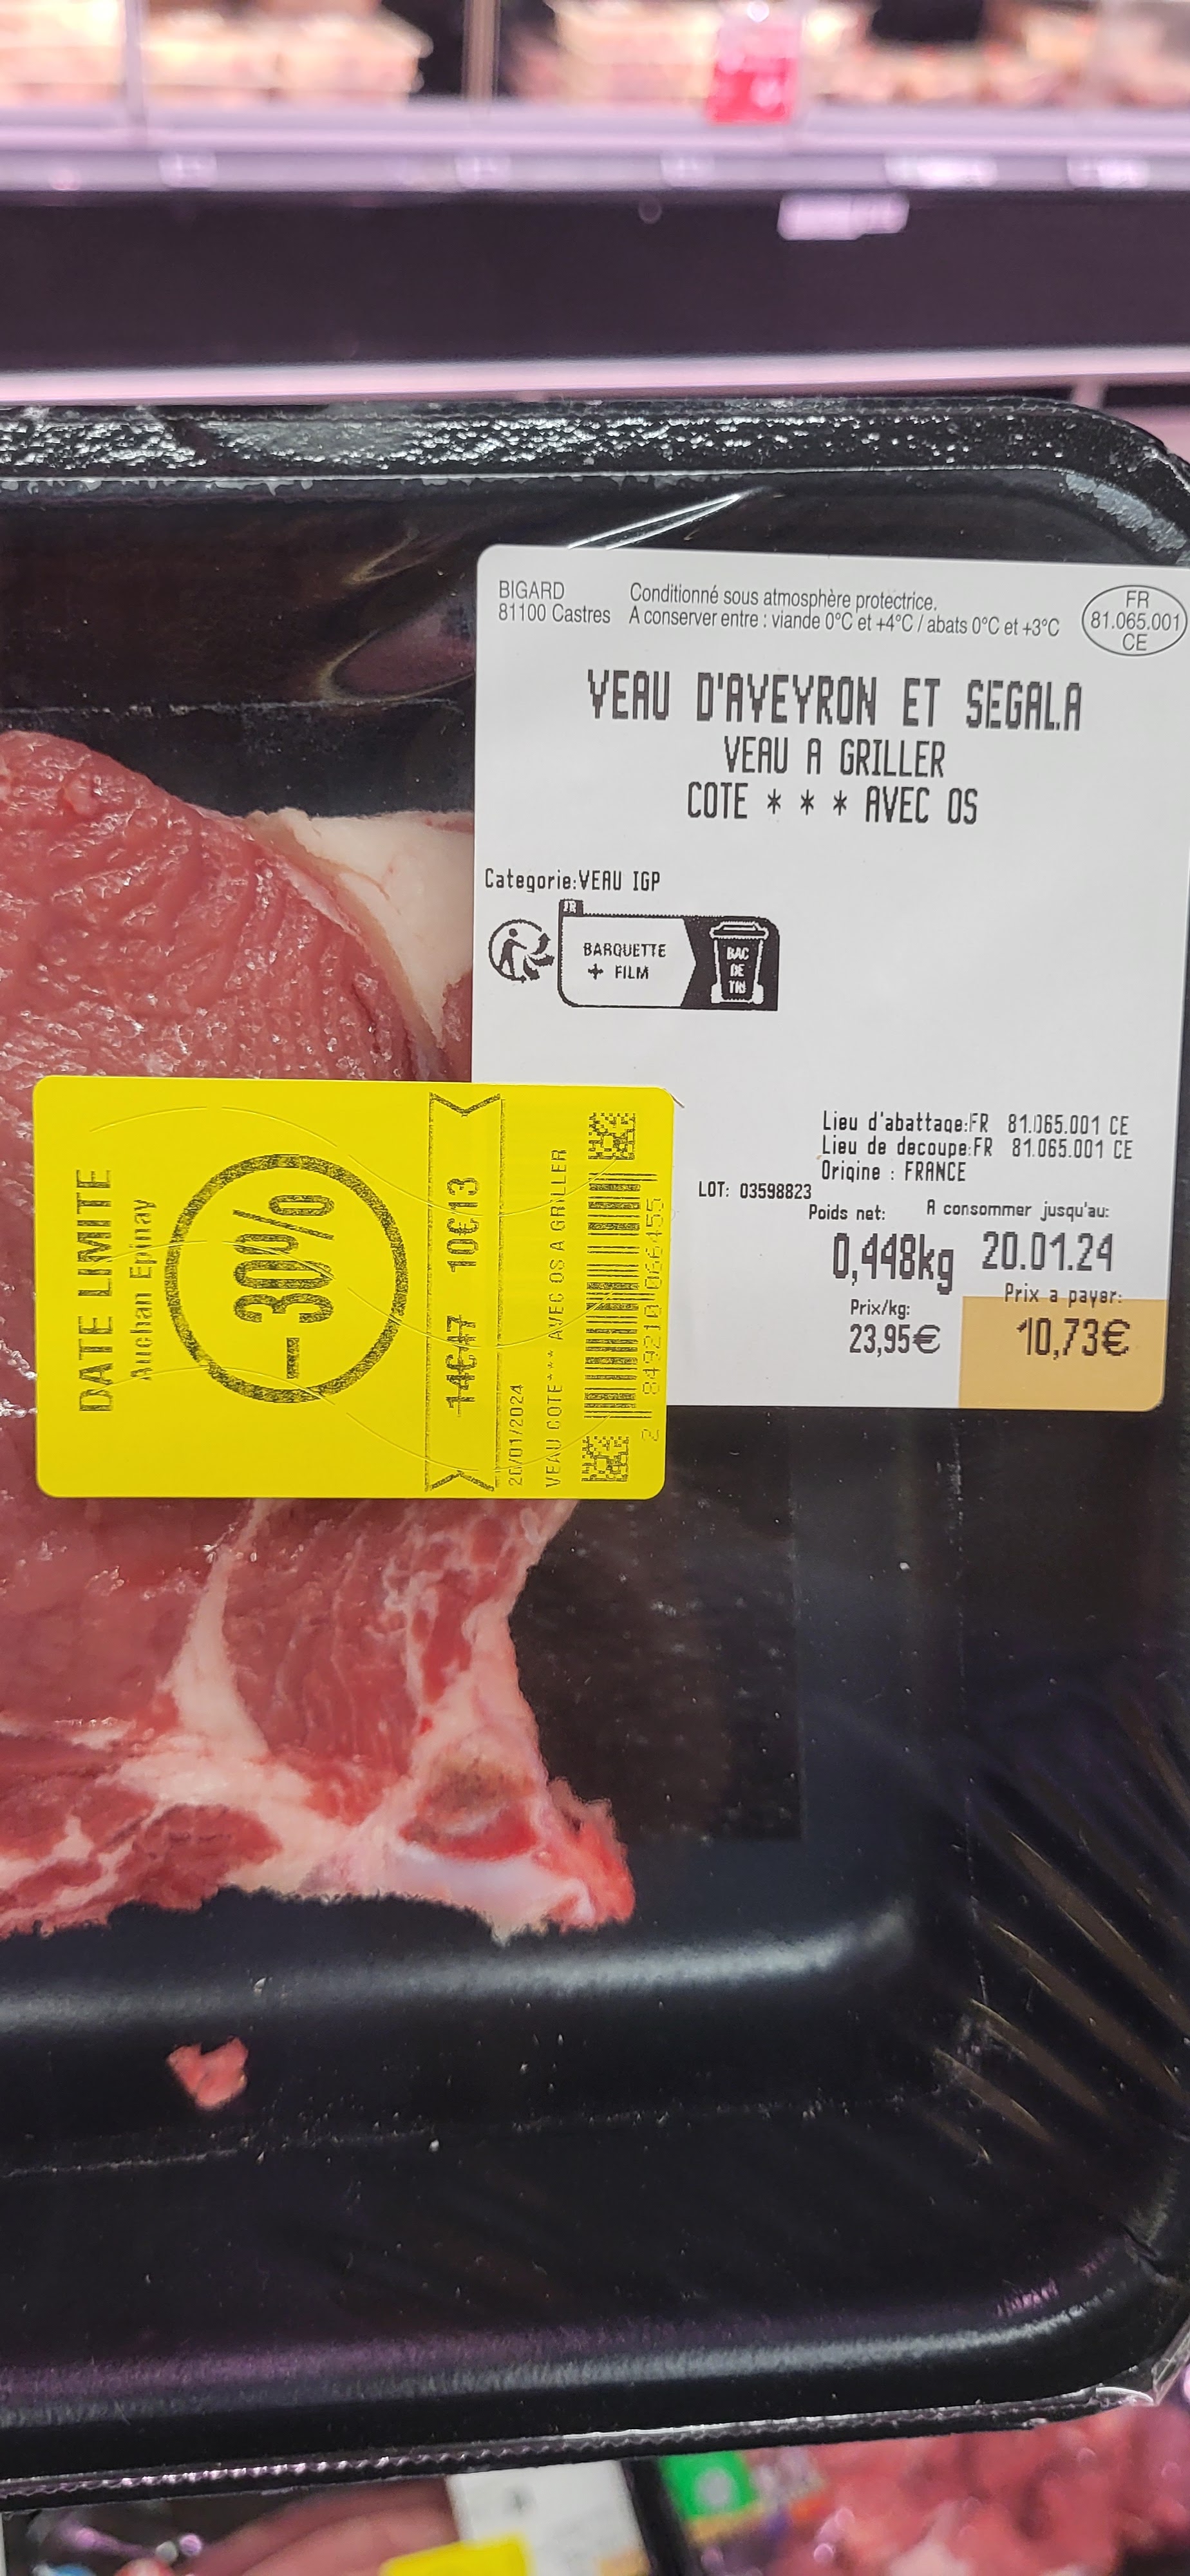 BIGARD
81100 Castres
Conditionné sous atmosphère protectrice.
A conserver entre : viande 0°C et +4°C / abats 0°C et +3°C
FR
81.065.001
CE
VEAU D'AVEYRON ET SEGALA
VEAU A GRILLER
COTE * * * AVEC OS
Categorie:VEAU IGP
FR
BARQUETTE
+ FILM
BAC
DE
TRI
Lieu d'abattage:FR 81.065.001 CE
Lieu de decoupe:FR 81.065.001 CE
Origine : FRANCE
LOT: 03598823
Poids net:
A consommer jusqu'au:
0,448kg
20.01.24
Prix/kg:
23,95€
Prix a payer:
10,73€
DATE LIMITE
Auchan Epinay
-30%
14€47 10€13
20/01/2024
VEAU COTE*** AVEC OS A GRILLER
2 849210 066455